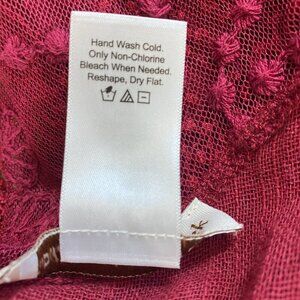 Hand Wash Cold.
Only Non-Chlorine
Bleach When Needed.
Reshape, Dry Flat.